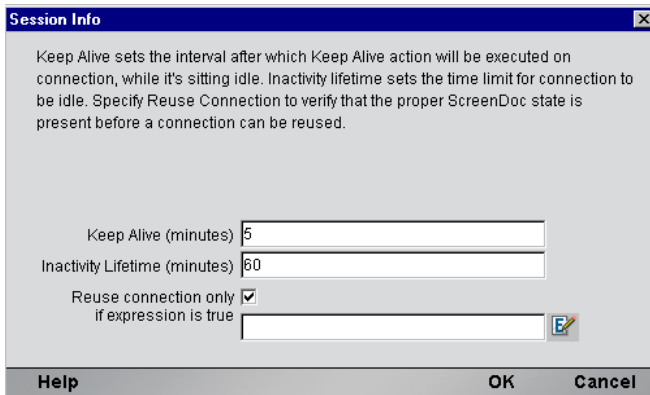 Session Info
Keep Alive sets the interval after which Keep Alive action will be executed on
connection, while it's sitting idle. Inactivity lifetime sets the time limit for connection to
be idle. Specify Reuse Connection to verify that the proper ScreenDoc state is
present before a connection can be reused.
Keep Alive (minutes) 5
Inactivity Lifetime (minutes) 60
Reuse connection only
if expression is true
Help OK Cancel